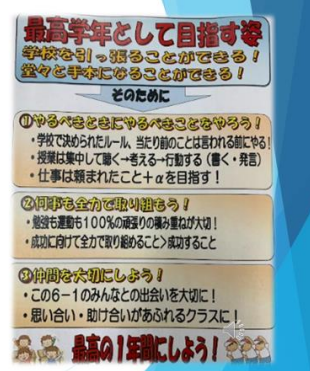 最高学年として目指す姿
学校を引っ張ることができる！
堂々と手本になることができる！
そのために
①やるべきときにやるべきことをやろう！
・学校で決められたルール、当たり前のことは言われる前にやる！
・授業は集中して聴く→考える→行動する（書く・発言）
・仕事は頼まれたこと＋αを目指す！
②何事も全力で取り組もう！
・勉強も運動も１００％の頑張りの積み重ねが大切！
・成功に向けて全力で取り組めること＞成功すること
③仲間を大切にしよう！
・この６－１のみんなとの出会いを大切に！
・思い合い・助け合いがあふれるクラスに！
最高の１年間にしよう！